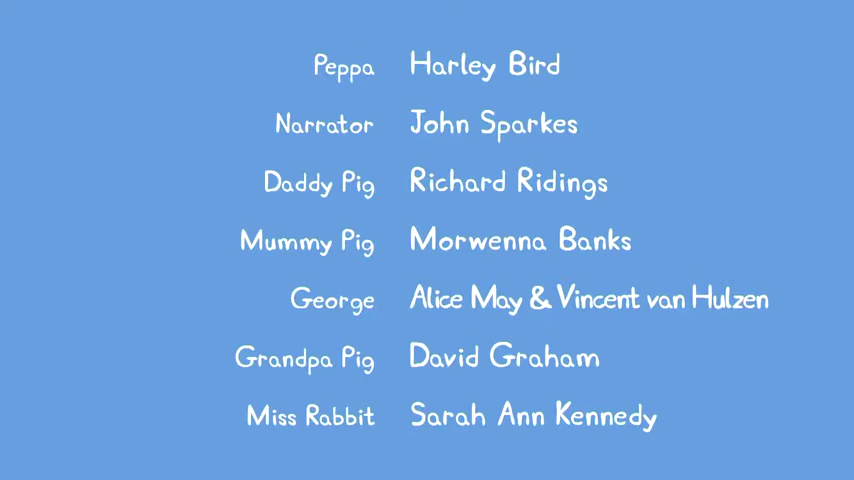 Peppa Harley Bird
Narrator John Sparkes
Daddy Pig Richard Ridings
Mummy Pig Morwenna Banks
George Alice May & Vincent van Hulzen
Grandpa Pig David Graham
Miss Rabbit Sarah Ann Kennedy